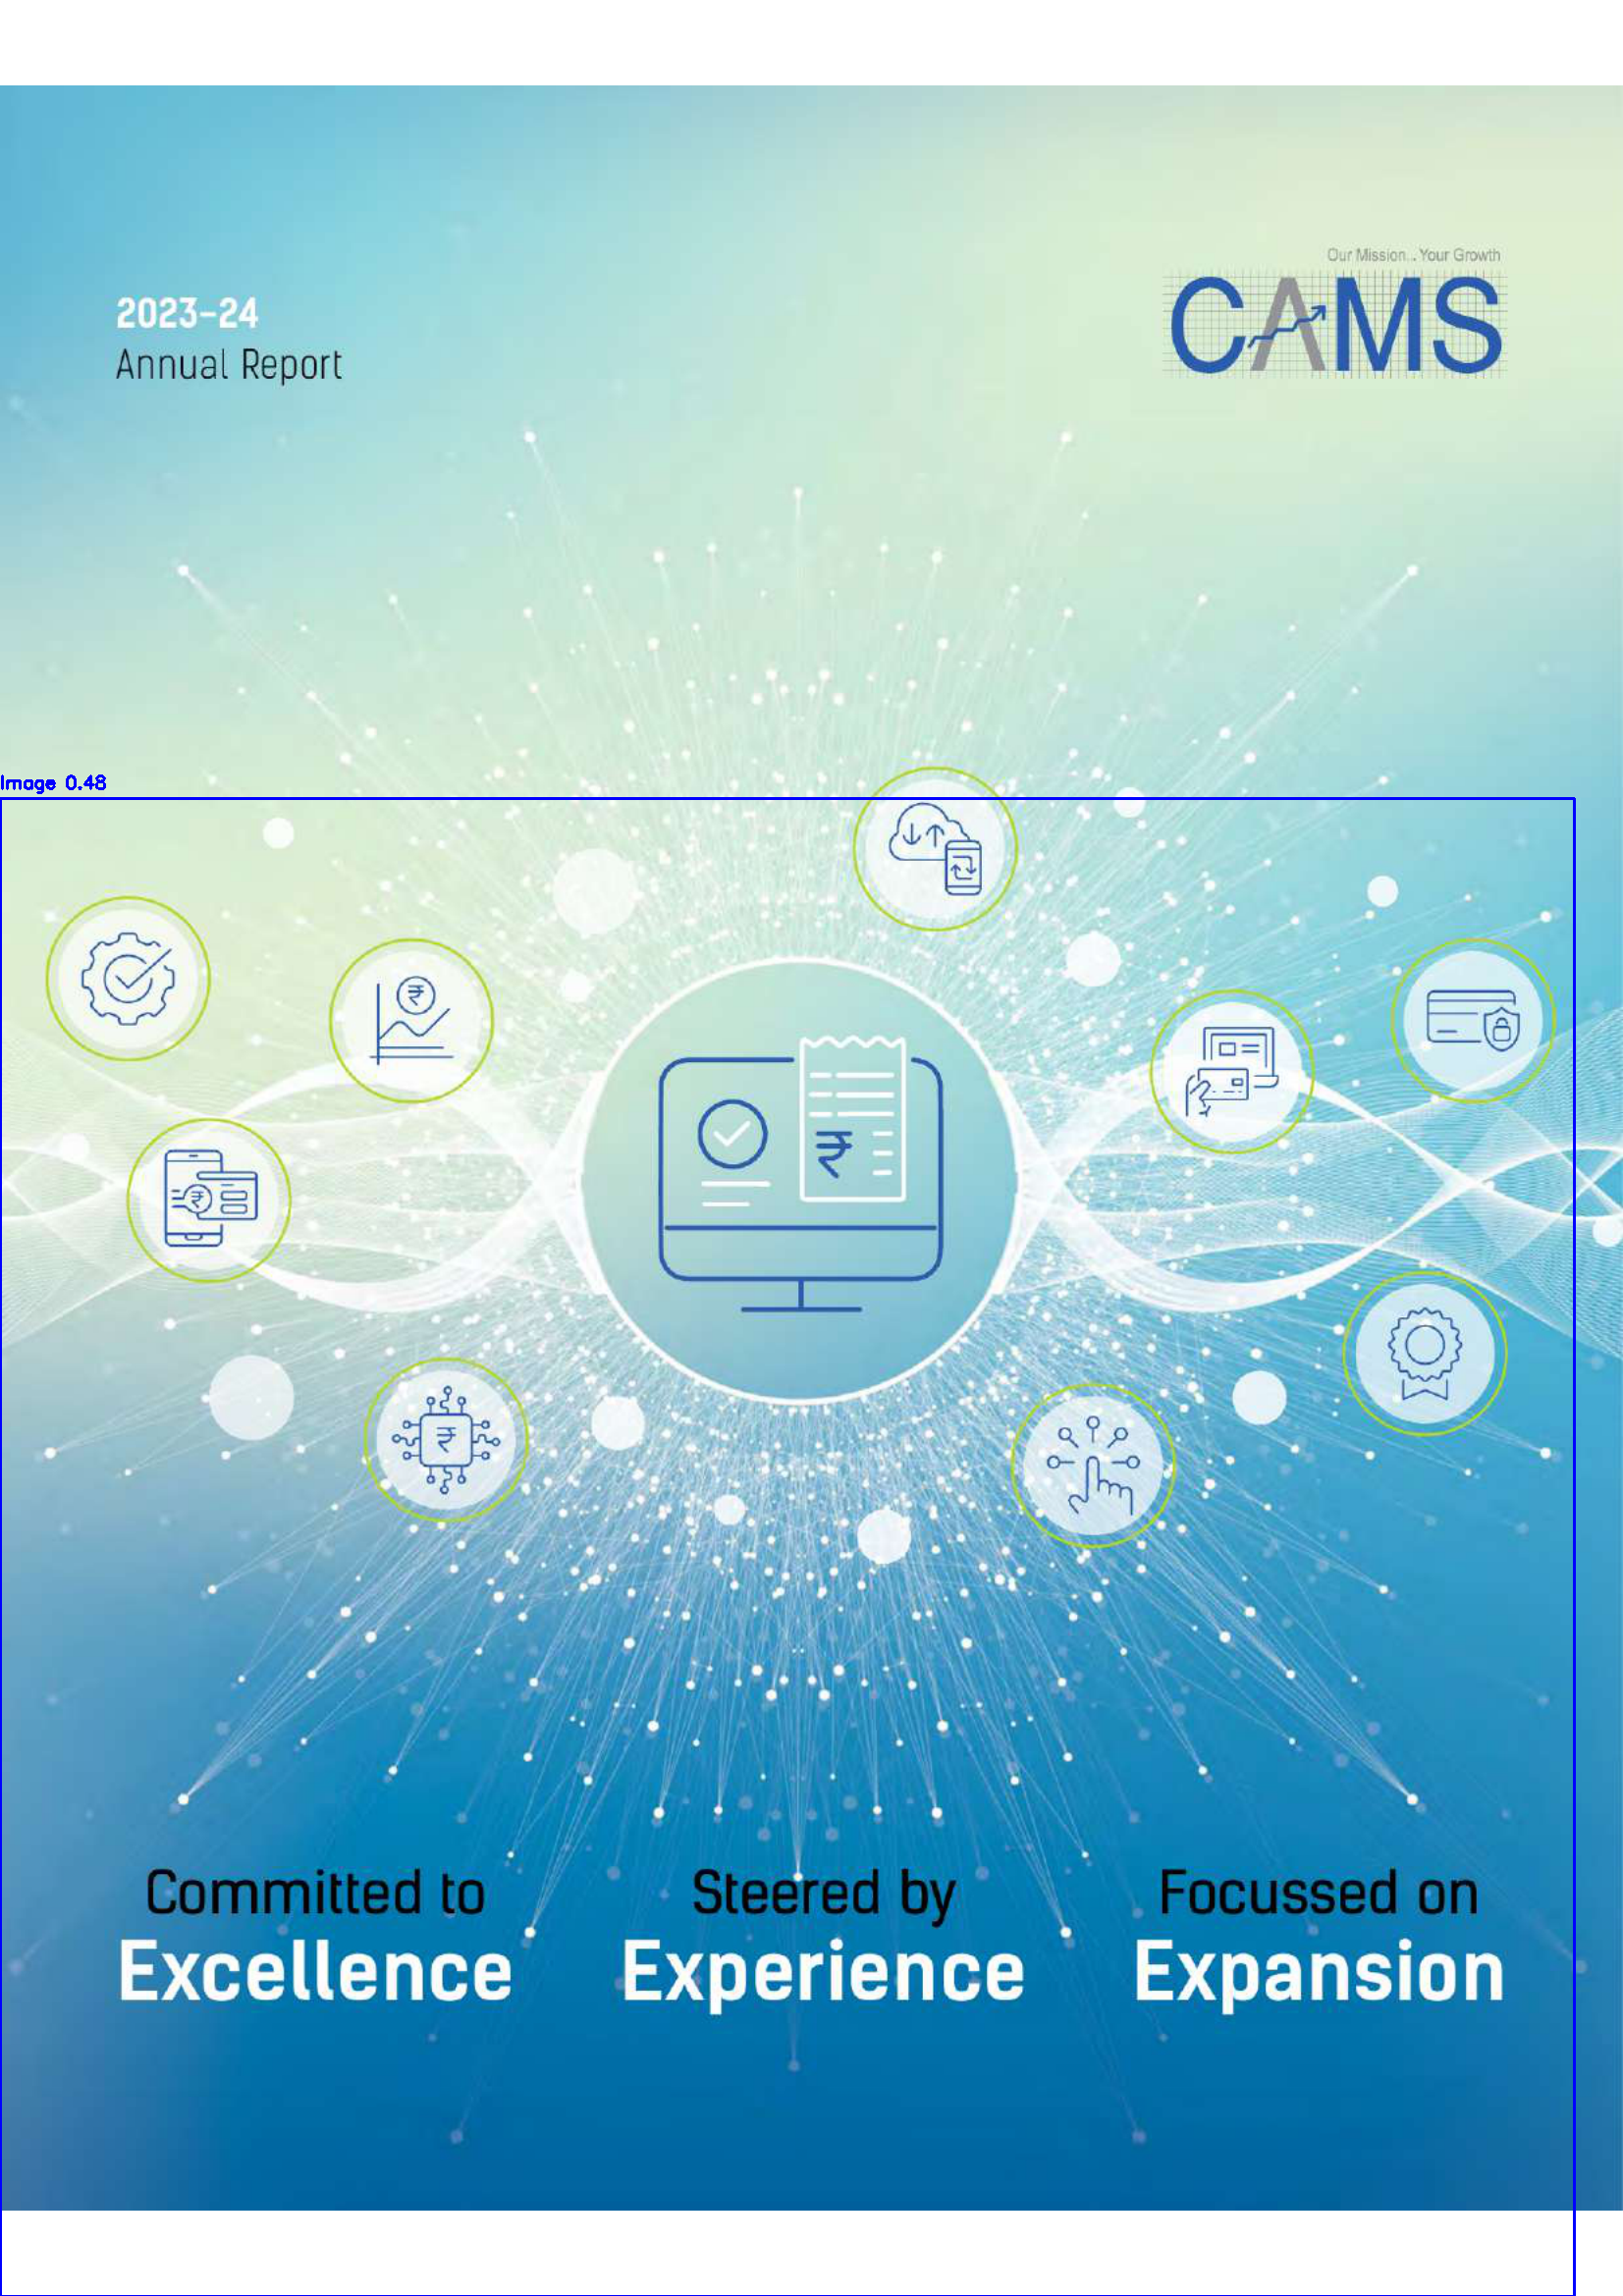 Our Mission... Your Growth
CAMS
2023-24
Annual Report
Image 0.48
₹
₹
₹
₹
Committed to
Excellence
Steered by
Experience
Focussed on
Expansion